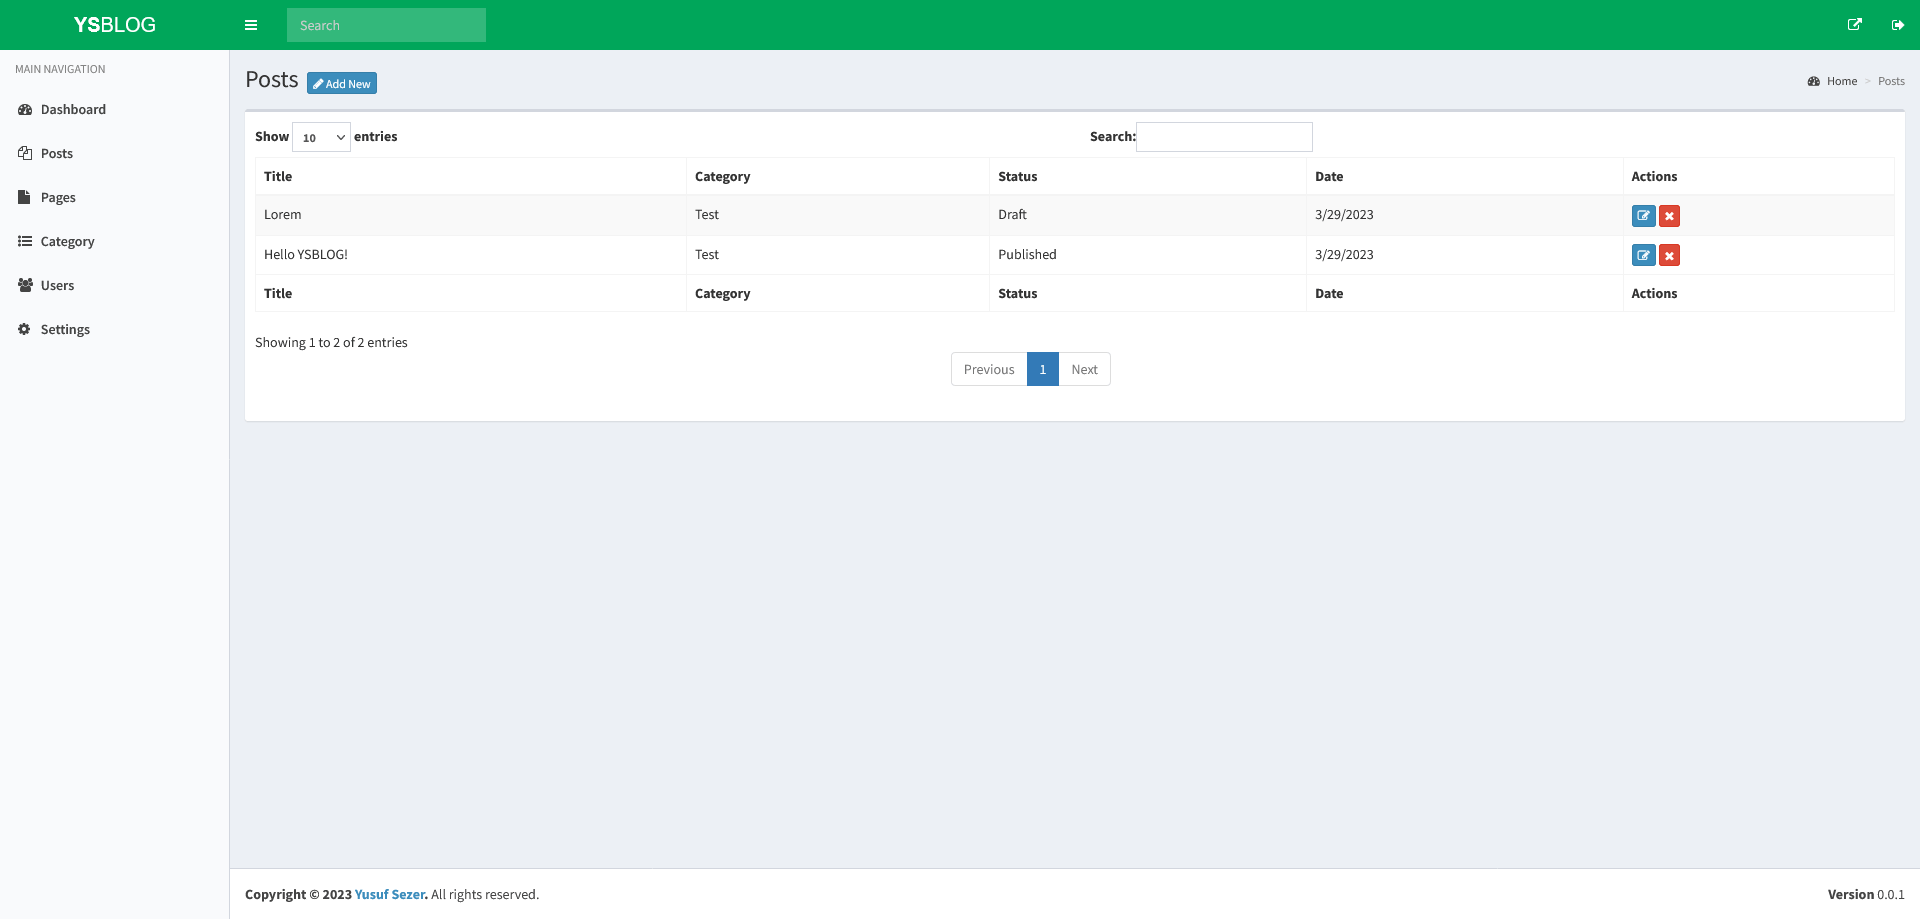 YSBLOG
Search
MAIN NAVIGATION
Dashboard
Posts
Pages
Category
Users
Settings
Posts
Add New
Home > Posts
Show 10 entries
Search:
Title Category Status Date Actions
Lorem Test Draft 3/29/2023
Hello YSBLOG! Test Published 3/29/2023
Title Category Status Date Actions
Showing 1 to 2 of 2 entries
Previous 1 Next
Copyright © 2023 Yusuf Sezer. All rights reserved.
Version 0.0.1